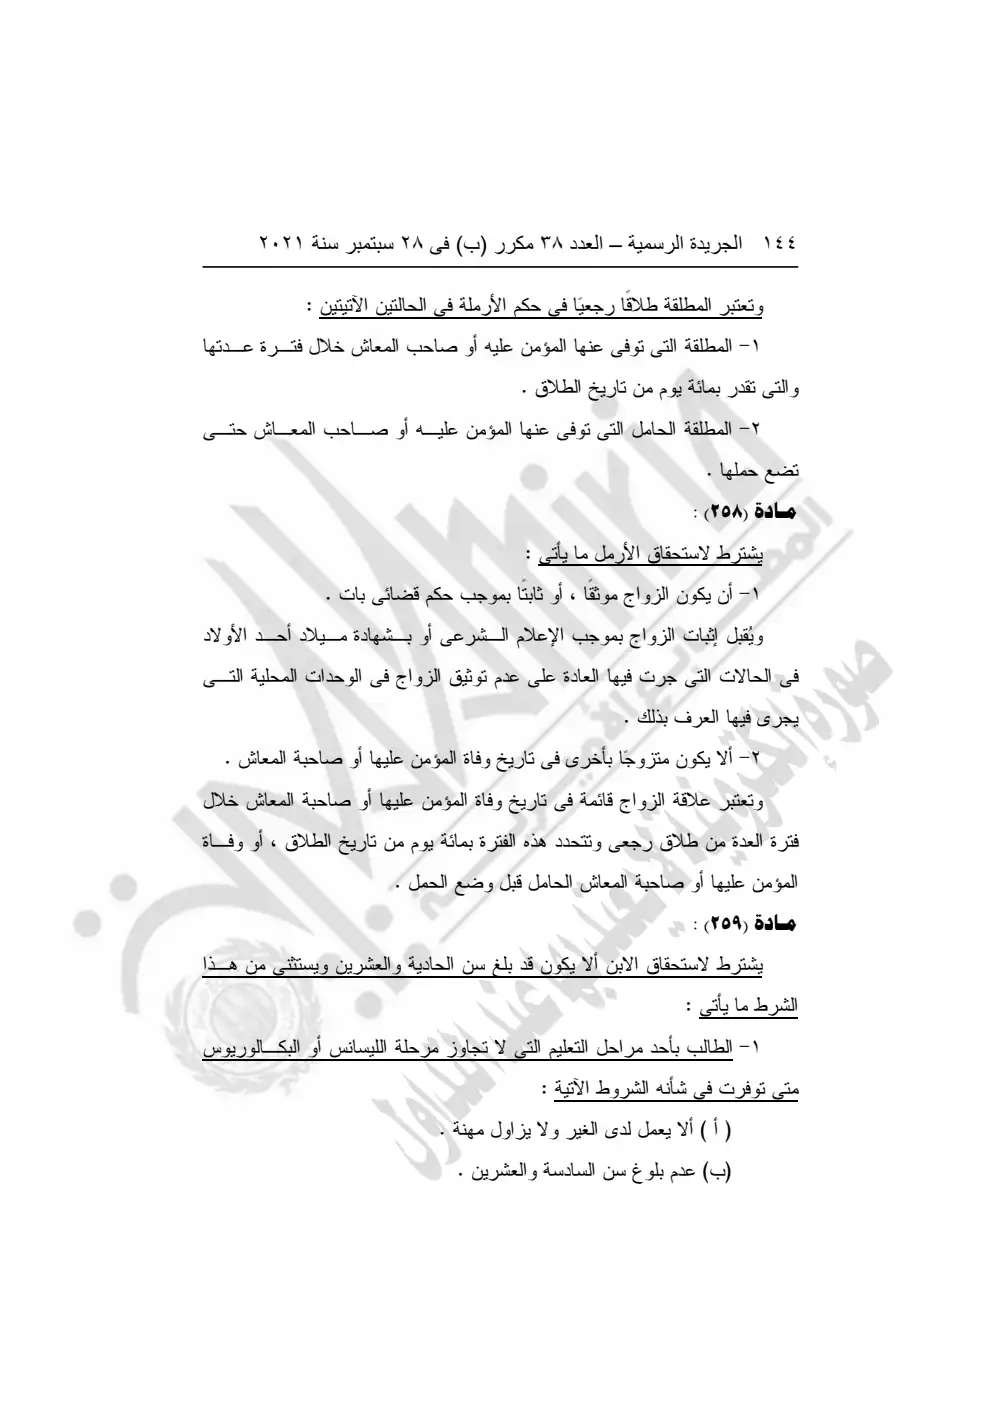 ١٤٤ الجريدة الرسمية – العدد ٣٨ مكرر (ب) فى ٢٨ سبتمبر سنة ٢٠٢١
وتعتبر المطلقة طلاقًا رجعيًا فى حكم الأرملة فى الحالتين الآتيتين :
١- المطلقة التى توفى عنها المؤمن عليه أو صاحب المعاش خلال فترة عدتها
والتى تقدر بمائة يوم من تاريخ الطلاق .
٢- المطلقة الحامل التى توفى عنها المؤمن عليه أو صاحب المعاش حتى
تضع حملها .
مادة (٢٥٨) :
يشترط لاستحقاق الأرمل ما يأتى :
١- أن يكون الزواج موثقًا ، أو ثابتًا بموجب حكم قضائى بات .
ويُقبل إثبات الزواج بموجب الإعلام الشرعى أو بشهادة ميلاد أحد الأولاد
فى الحالات التى جرت فيها العادة على عدم توثيق الزواج فى الوحدات المحلية التى
يجرى فيها العرف بذلك .
٢- ألا يكون متزوجًا بأخرى فى تاريخ وفاة المؤمن عليها أو صاحبة المعاش .
وتعتبر علاقة الزواج قائمة فى تاريخ وفاة المؤمن عليها أو صاحبة المعاش خلال
فترة العدة من طلاق رجعى وتتحدد هذه الفترة بمائة يوم من تاريخ الطلاق ، أو وفاة
المؤمن عليها أو صاحبة المعاش الحامل قبل وضع الحمل .
مادة (٢٥٩) :
يشترط لاستحقاق الابن ألا يكون قد بلغ سن الحادية والعشرين ويستثنى من هذا
الشرط ما يأتى :
١- الطالب بأحد مراحل التعليم التى لا تجاوز مرحلة الليسانس أو البكالوريوس
متى توفرت فى شأنه الشروط الآتية :
( أ ) ألا يعمل لدى الغير ولا يزاول مهنة .
(ب) عدم بلوغ سن السادسة والعشرين .
صورة إلكترونية لا يعتد بها عند التداول